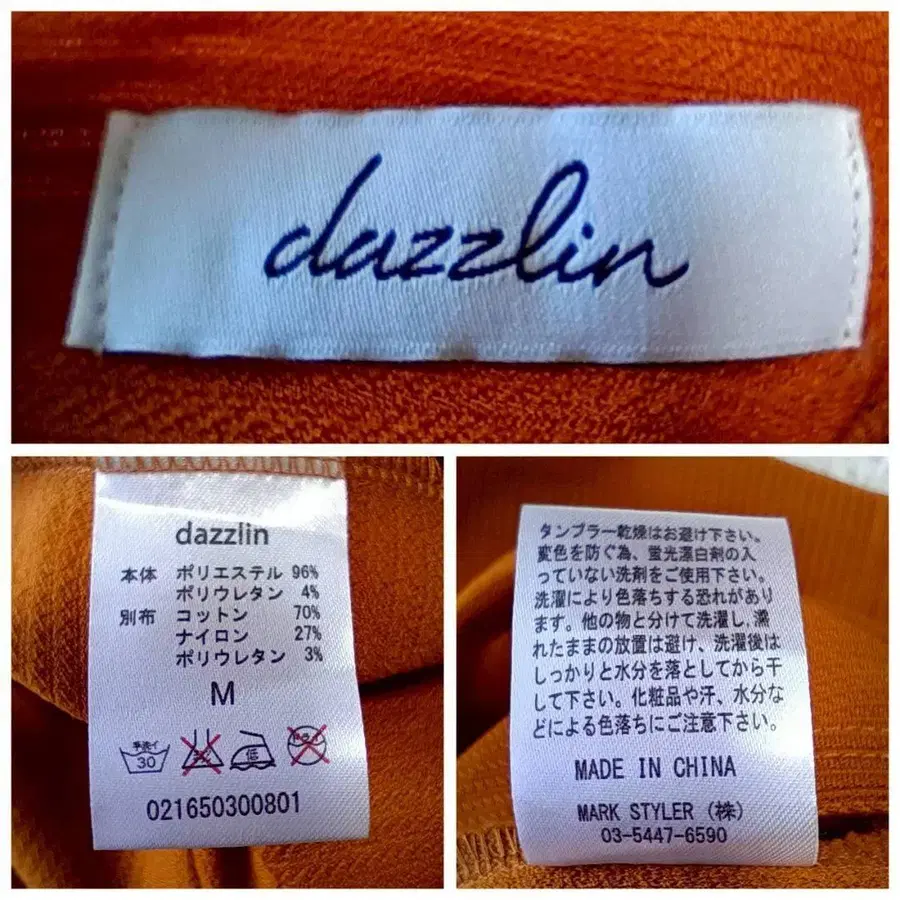 dazzlin
dazzlin
本体 ポリエステル 96%
ポリウレタン 4%
別布 コットン 70%
ナイロン 27%
ポリウレタン 3%
M
手洗イ 30 低 ドライ
021650300801
タンブラー乾燥はお避け下さい。
変色を防ぐ為、蛍光漂白剤の入
っていない洗剤をご使用下さい。
洗濯により色落ちする恐れがあり
ます。他の物と分けて洗濯し、濡
れたままの放置は避け、洗濯後は
しっかりと水分を落としてから干
して下さい。化粧品や汗、水分な
どによる色落ちにご注意下さい。
MADE IN CHINA
MARK STYLER (株)
03-5447-6590